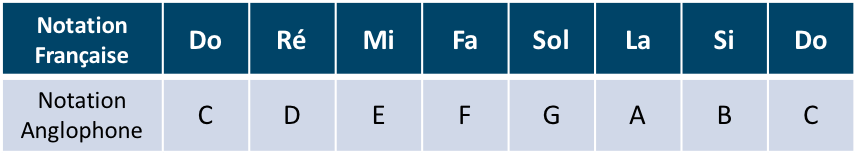 Notation Française Do Ré Mi Fa Sol La Si Do
Notation Anglophone C D E F G A B C